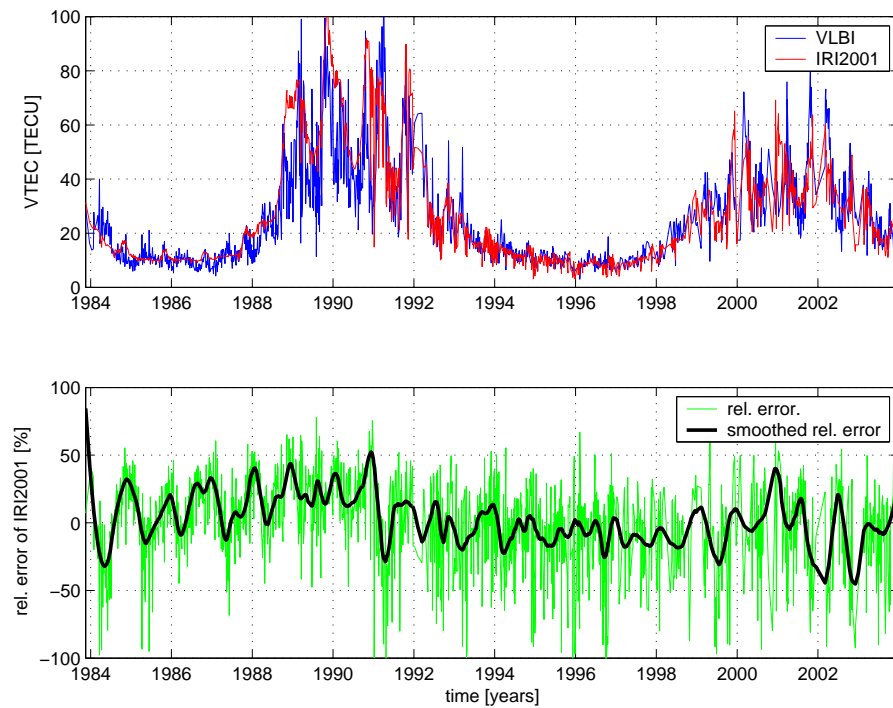 100
80
60
40
20
0
VTEC [TECU]
VLBI
IRI2001
1984 1986 1988 1990 1992 1994 1996 1998 2000 2002
100
50
0
−50
−100
rel. error of IRI2001 [%]
rel. error.
smoothed rel. error
1984 1986 1988 1990 1992 1994 1996 1998 2000 2002
time [years]